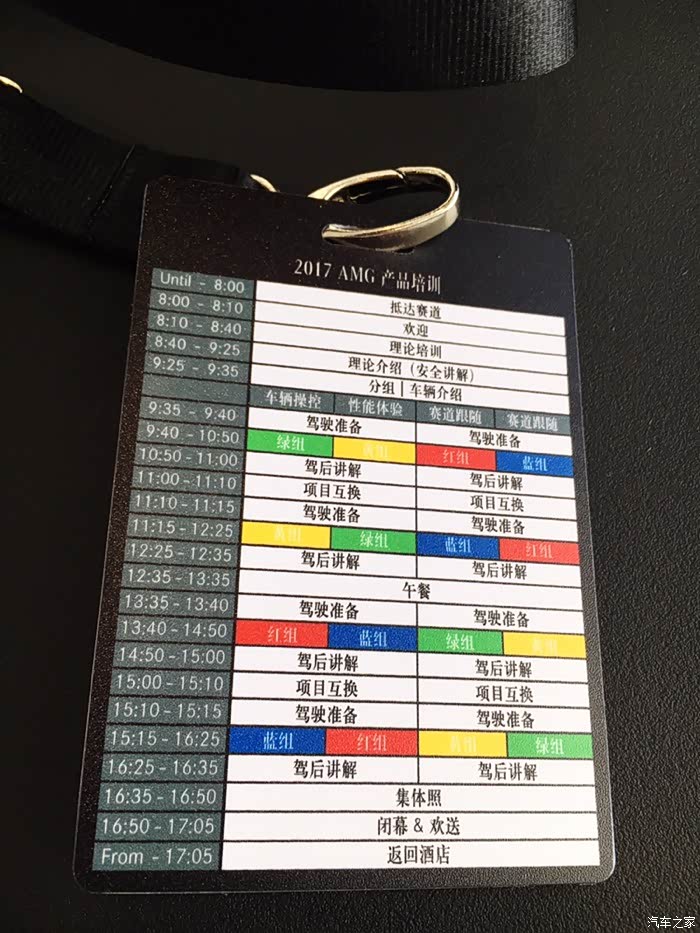 2017 AMG 产品培训
Until - 8:00 抵达赛道
8:00 - 8:10 欢迎
8:10 - 8:40 理论培训
8:40 - 9:25 理论介绍（安全讲解）
9:25 - 9:35 分组 | 车辆介绍
车辆操控 性能体验 赛道跟随 赛道跟随
9:35 - 9:40 驾驶准备 驾驶准备
9:40 - 10:50 绿组 黄组 红组 蓝组
10:50 - 11:00 驾后讲解 驾后讲解
11:00 - 11:10 项目互换 项目互换
11:10 - 11:15 驾驶准备 驾驶准备
11:15 - 12:25 黄组 绿组 蓝组 红组
12:25 - 12:35 驾后讲解 驾后讲解
12:35 - 13:35 午餐
13:35 - 13:40 驾驶准备 驾驶准备
13:40 - 14:50 红组 蓝组 绿组 黄组
14:50 - 15:00 驾后讲解 驾后讲解
15:00 - 15:10 项目互换 项目互换
15:10 - 15:15 驾驶准备 驾驶准备
15:15 - 16:25 蓝组 红组 黄组 绿组
16:25 - 16:35 驾后讲解 驾后讲解
16:35 - 16:50 集体照
16:50 - 17:05 闭幕 & 欢送
From - 17:05 返回酒店
汽车之家